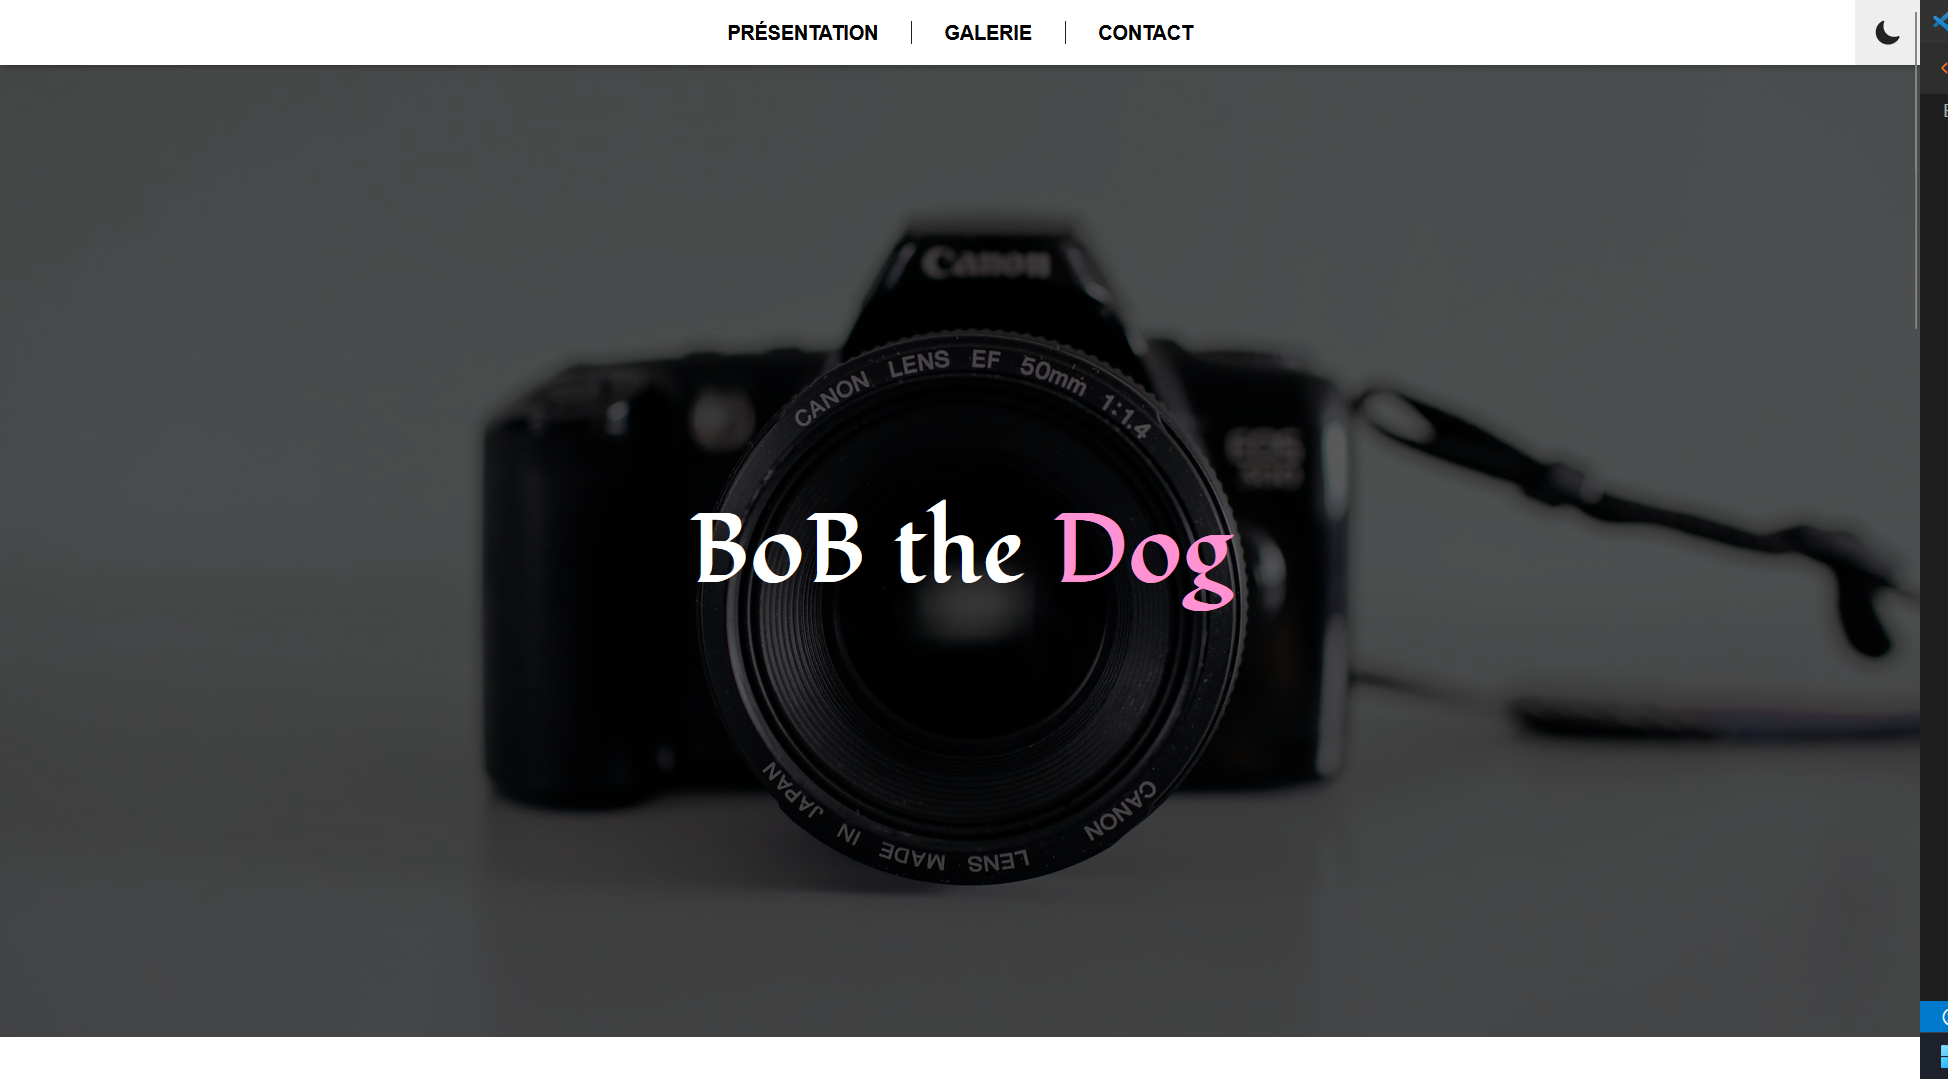 PRÉSENTATION
GALERIE
CONTACT
Canon
CANON LENS EF 50mm 1:1.4
EOS
BoB the Dog
CANON LENS MADE IN JAPAN